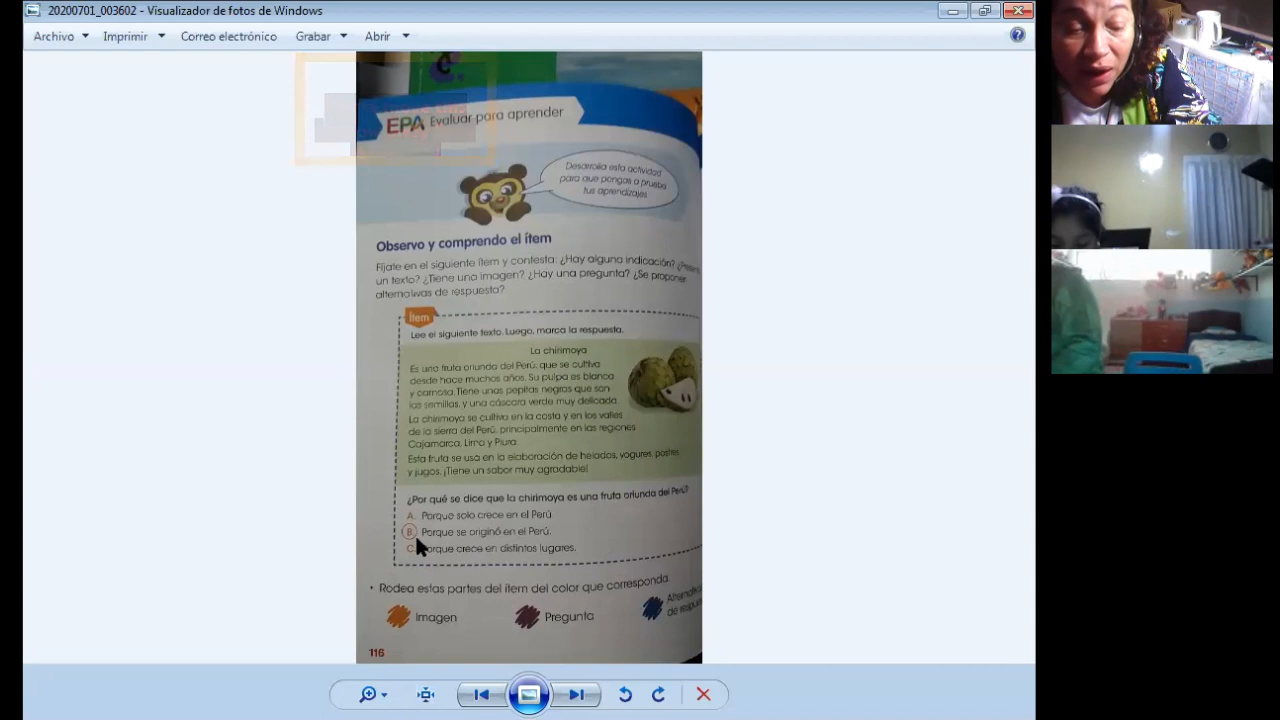 20200701_003602 - Visualizador de fotos de Windows
Archivo Imprimir Correo electrónico Grabar Abrir
EPA Evaluar para aprender
Desarrolla esta actividad
para que pongas a prueba
tus aprendizajes.
Observo y comprendo el ítem
Fíjate en el siguiente ítem y contesta: ¿Hay alguna indicación?
un texto? ¿Tiene una imagen? ¿Hay una pregunta? ¿Se proponen
alternativas de respuesta?
Ítem
Lee el siguiente texto. Luego, marca la respuesta.
La chirimoya
Es una fruta oriunda del Perú, que se cultiva
desde hace muchos años. Su pulpa es blanca
y carnosa. Tiene unas pepitas negras que son
las semillas, y una cáscara verde muy delicada.
La chirimoya se cultiva en la costa y en los valles
de la sierra del Perú, principalmente en las regiones
Cajamarca, Lima y Piura.
Esta fruta se usa en la elaboración de helados, yogures, postres
y jugos. ¡Tiene un sabor muy agradable!
¿Por qué se dice que la chirimoya es una fruta oriunda del Perú?
A. Porque solo crece en el Perú.
B. Porque se originó en el Perú.
C. Porque crece en distintos lugares.
• Rodea estas partes del ítem del color que corresponda.
Imagen Pregunta
116